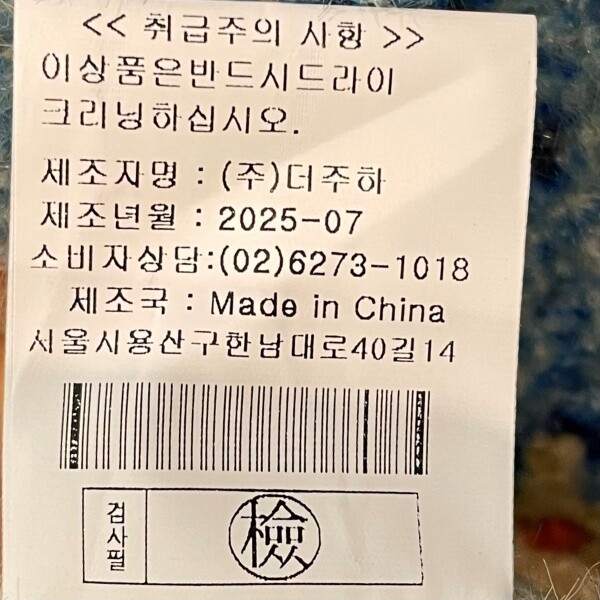 << 취급주의 사항 >>
이상품은반드시드라이
크리닝하십시오.
제조자명 : (주)더주하
제조년월 : 2025-07
소비자상담:(02)6273-1018
제조국 : Made in China
서울시용산구한남대로40길14
검사필
檢